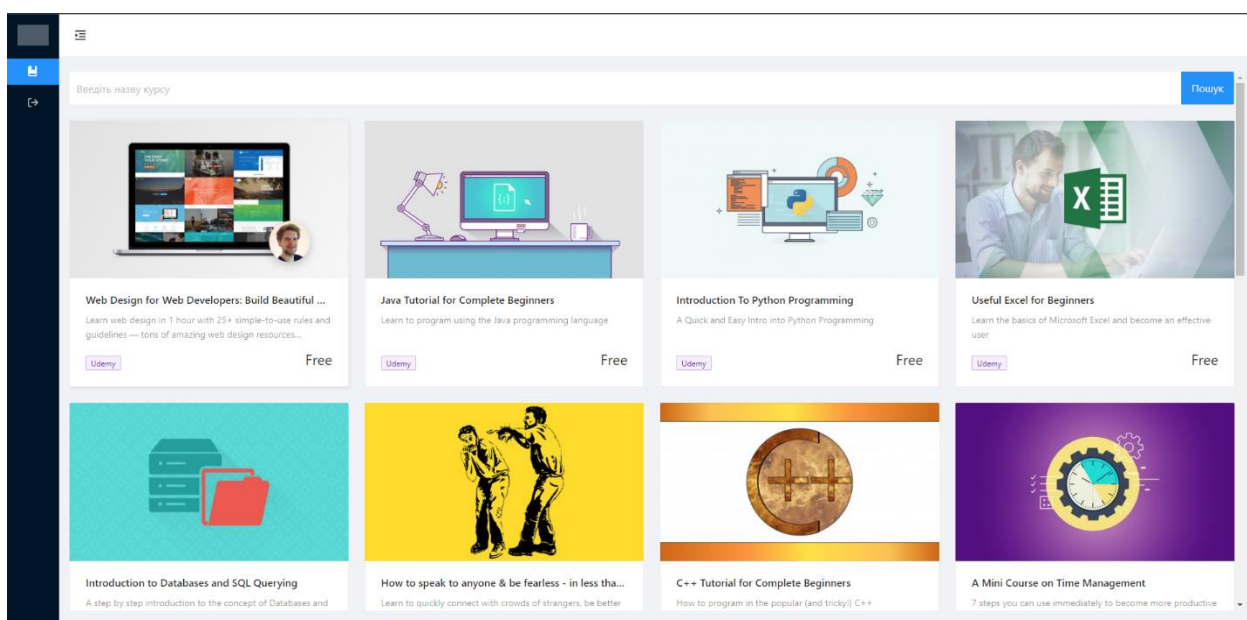 Введіть назву курсу
Пошук
Web Design for Web Developers: Build Beautiful ...
Learn web design in 1 hour with 25+ simple-to-use rules and
guidelines — tons of amazing web design resources...
Udemy
Free
Java Tutorial for Complete Beginners
Learn to program using the Java programming language
Udemy
Free
Introduction To Python Programming
A Quick and Easy Intro into Python Programming
Udemy
Free
X
Useful Excel for Beginners
Learn the basics of Microsoft Excel and become an effective
user
Udemy
Free
Introduction to Databases and SQL Querying
A step by step introduction to the concept of Databases and
How to speak to anyone & be fearless - in less tha...
Learn to quickly connect with crowds of strangers, be better
C++
C++ Tutorial for Complete Beginners
How to program in the popular (and tricky!) C++
A Mini Course on Time Management
7 steps you can use immediately to become more productive